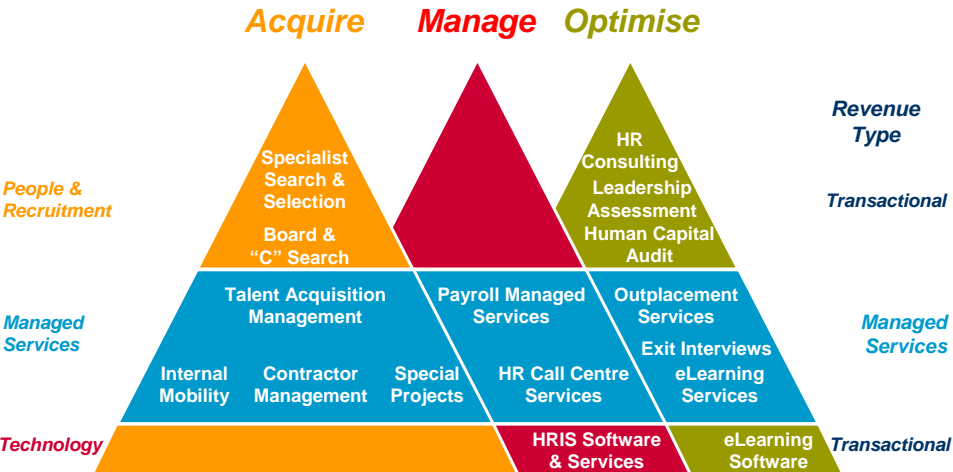 Acquire
Manage
Optimise
Revenue
Type
People &
Recruitment
Specialist
Search &
Selection
Board &
“C” Search
HR
Consulting
Leadership
Assessment
Human Capital
Audit
Transactional
Managed
Services
Talent Acquisition
Management
Payroll Managed
Services
Outplacement
Services
Exit Interviews
Internal
Mobility
Contractor
Management
Special
Projects
HR Call Centre
Services
eLearning
Services
Managed
Services
Technology
HRIS Software
& Services
eLearning
Software
Transactional